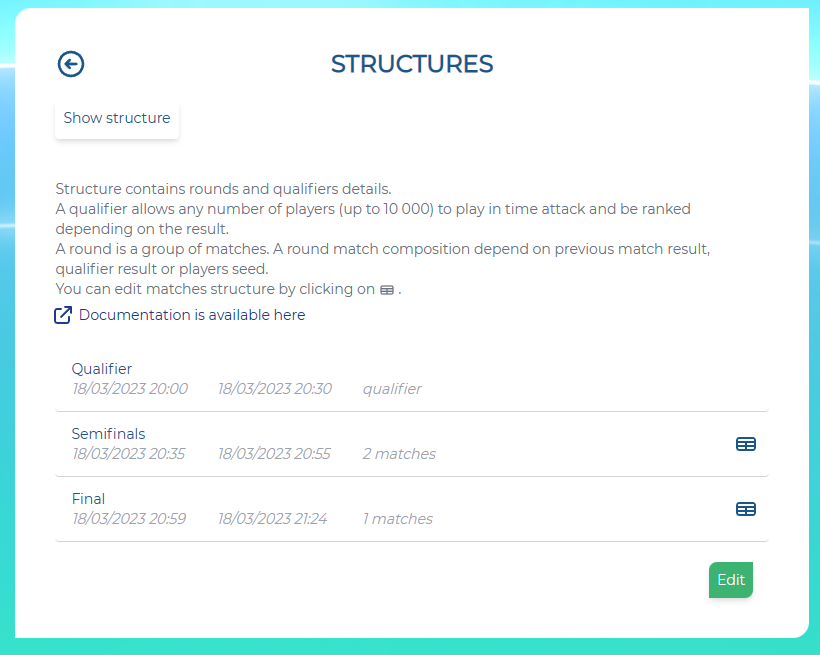 STRUCTURES
Show structure
Structure contains rounds and qualifiers details.
A qualifier allows any number of players (up to 10 000) to play in time attack and be ranked
depending on the result.
A round is a group of matches. A round match composition depend on previous match result,
qualifier result or players seed.
You can edit matches structure by clicking on .
Documentation is available here
Qualifier
18/03/2023 20:00 18/03/2023 20:30 qualifier
Semifinals
18/03/2023 20:35 18/03/2023 20:55 2 matches
Final
18/03/2023 20:59 18/03/2023 21:24 1 matches
Edit